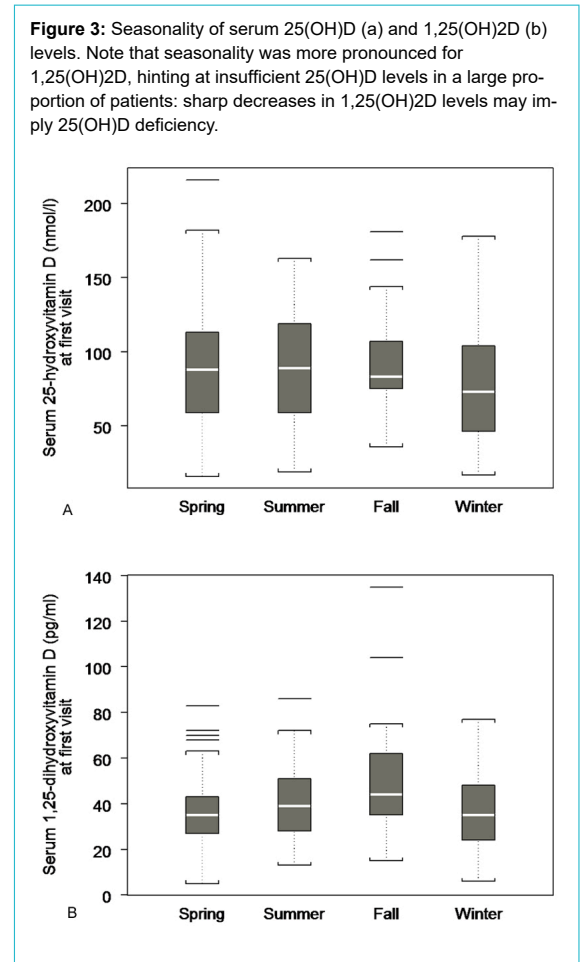 Figure 3: Seasonality of serum 25(OH)D (a) and 1,25(OH)2D (b)
levels. Note that seasonality was more pronounced for
1,25(OH)2D, hinting at insufficient 25(OH)D levels in a large pro-
portion of patients: sharp decreases in 1,25(OH)2D levels may im-
ply 25(OH)D deficiency.
Serum 25-hydroxyvitamin D (nmol/l)
at first visit
200
150
100
50
A
Spring Summer Fall Winter
Serum 1,25-dihydroxyvitamin D (pg/ml)
at first visit
140
120
100
80
60
40
20
0
B
Spring Summer Fall Winter